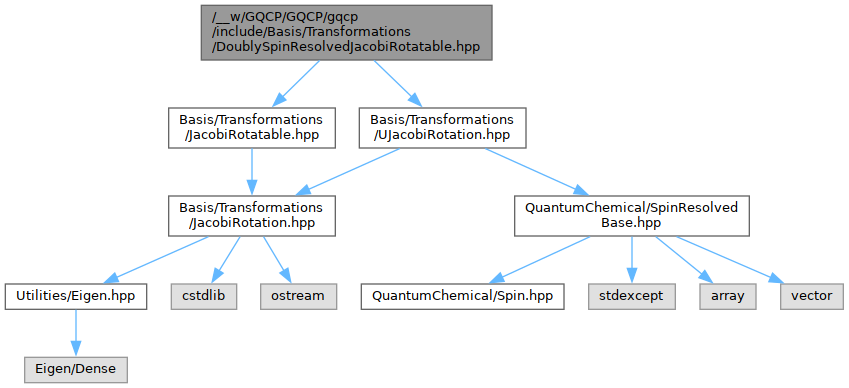 /__w/GQCP/GQCP/gqcp
/include/Basis/Transformations
/DoublySpinResolvedJacobiRotatable.hpp
Basis/Transformations
/JacobiRotatable.hpp
Basis/Transformations
/UJacobiRotation.hpp
Basis/Transformations
/JacobiRotation.hpp
QuantumChemical/SpinResolved
Base.hpp
Utilities/Eigen.hpp
cstdlib
ostream
QuantumChemical/Spin.hpp
stdexcept
array
vector
Eigen/Dense